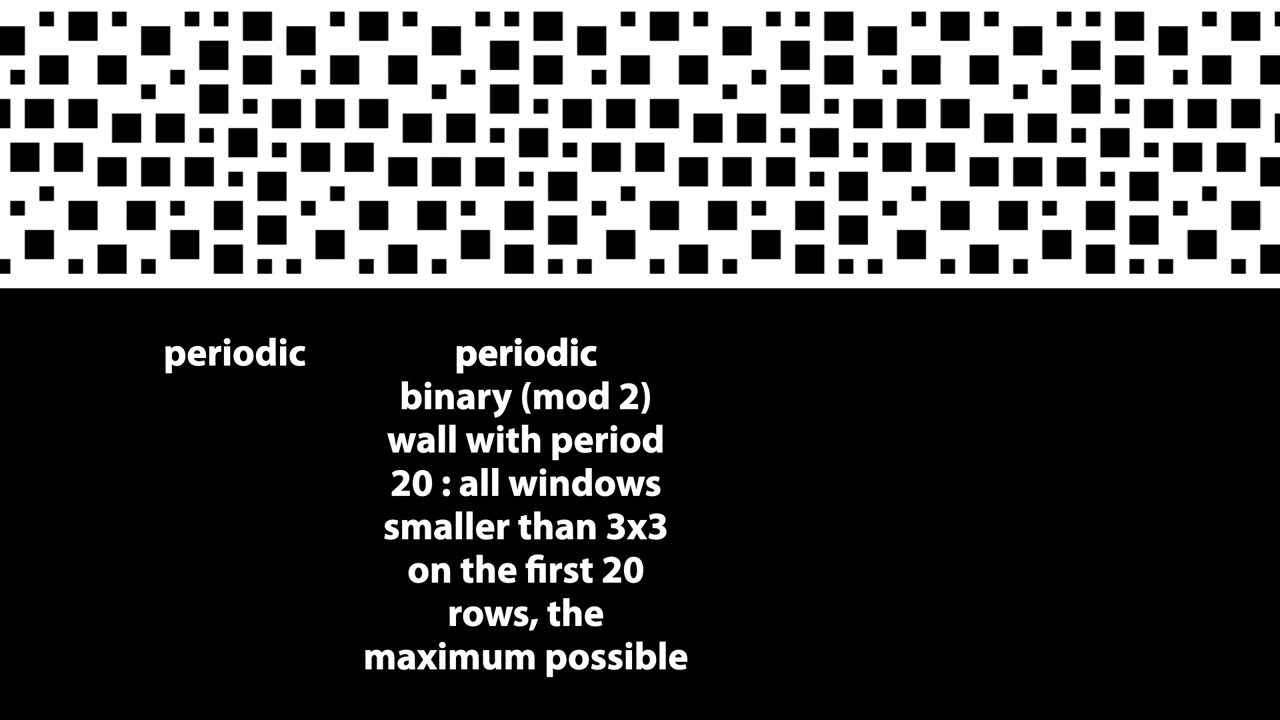 periodic
periodic
binary (mod 2)
wall with period
20 : all windows
smaller than 3x3
on the first 20
rows, the
maximum possible